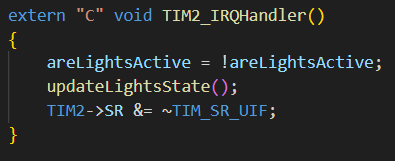 extern "C" void TIM2_IRQHandler()
{
    areLightsActive = !areLightsActive;
    updateLightsState();
    TIM2->SR &= ~TIM_SR_UIF;
}